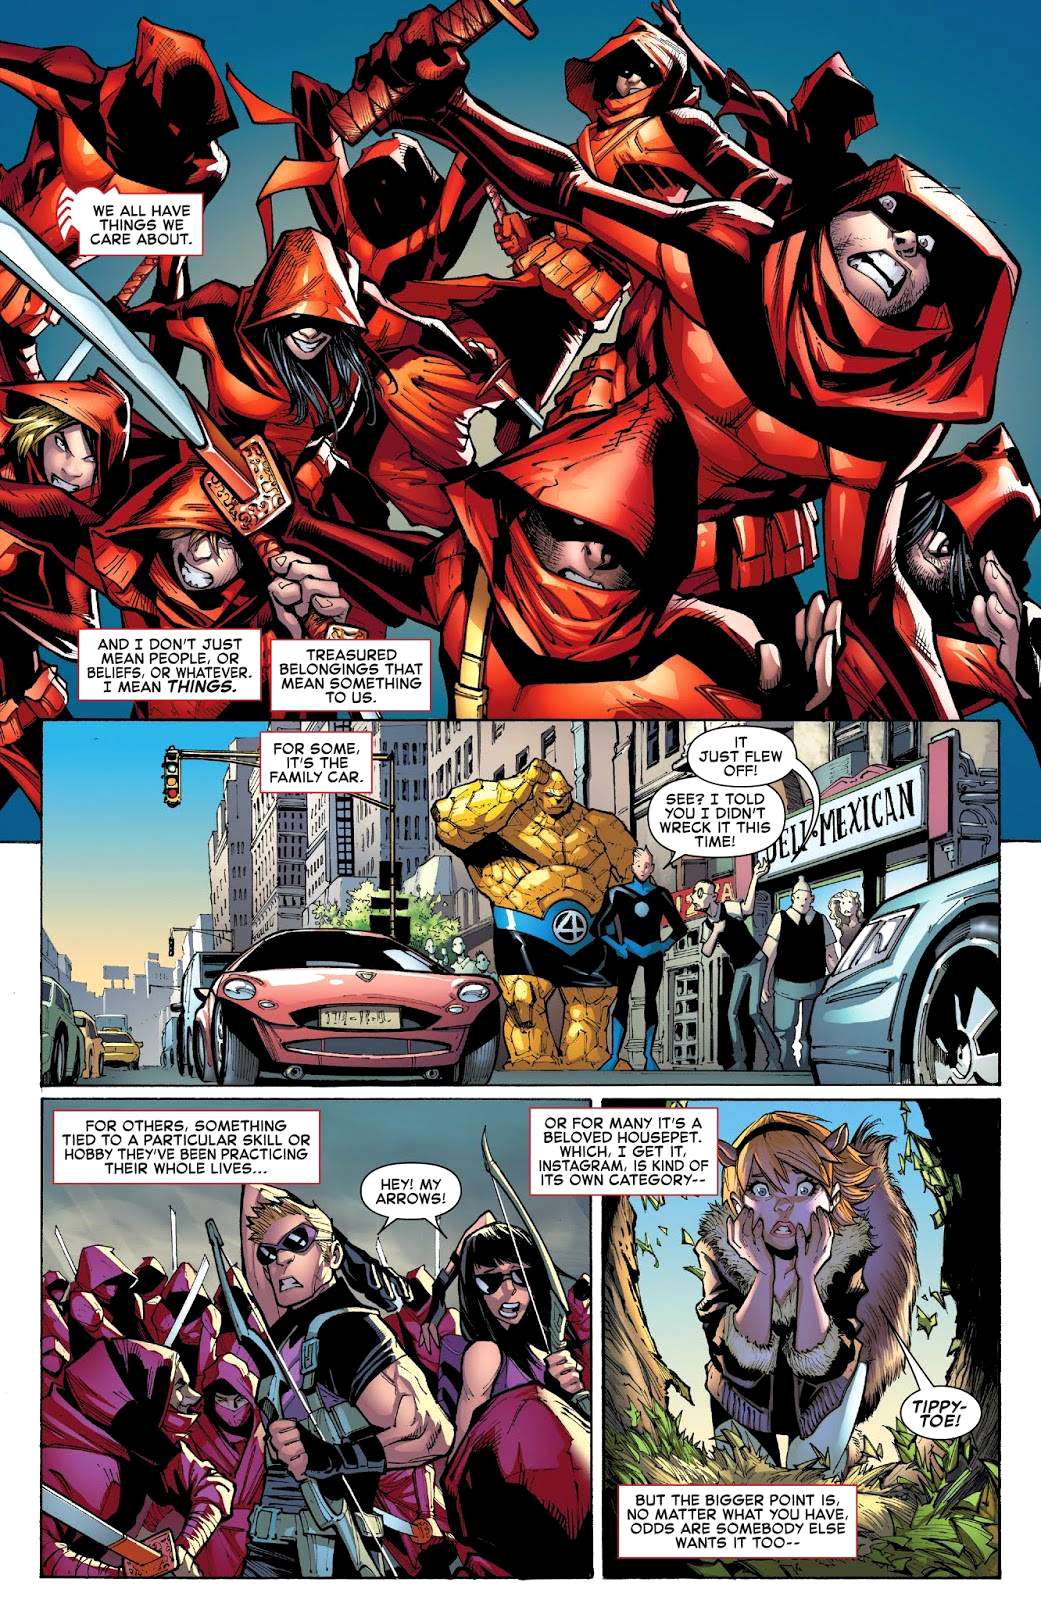 WE ALL HAVE
THINGS WE
CARE ABOUT.
AND I DON'T JUST
MEAN PEOPLE, OR
BELIEFS, OR WHATEVER.
I MEAN THINGS.
TREASURED
BELONGINGS THAT
MEAN SOMETHING
TO US.
FOR SOME,
IT'S THE
FAMILY CAR.
IT
JUST FLEW
OFF!
SEE? I TOLD
YOU I DIDN'T
WRECK IT THIS
TIME!
DELI·MEXICAN
4
FOR OTHERS, SOMETHING
TIED TO A PARTICULAR SKILL OR
HOBBY THEY'VE BEEN PRACTICING
THEIR WHOLE LIVES...
HEY! MY
ARROWS!
OR FOR MANY IT'S A
BELOVED HOUSEPET.
WHICH, I GET IT,
INSTAGRAM, IS KIND OF
ITS OWN CATEGORY--
TIPPY-
TOE!
BUT THE BIGGER POINT IS,
NO MATTER WHAT YOU HAVE,
ODDS ARE SOMEBODY ELSE
WANTS IT TOO--